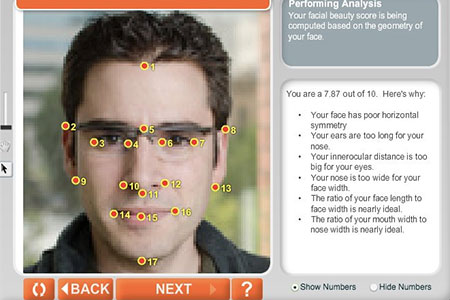 Performing Analysis
Your facial beauty score is being
computed based on the geometry of
your face
You are a 7.87 out of 10. Here's why:
• Your face has poor horizontal
symmetry
• Your ears are too long for your
nose.
• Your innerocular distance is too
big for your eyes.
• Your nose is too wide for your
face width.
• The ratio of your face length to
face width is nearly ideal.
• The ratio of your mouth width to
nose width is nearly ideal.
1
2
5
8
3
4
6
7
9
10
12
13
11
14
15
16
17
BACK
NEXT
?
Show Numbers
Hide Numbers